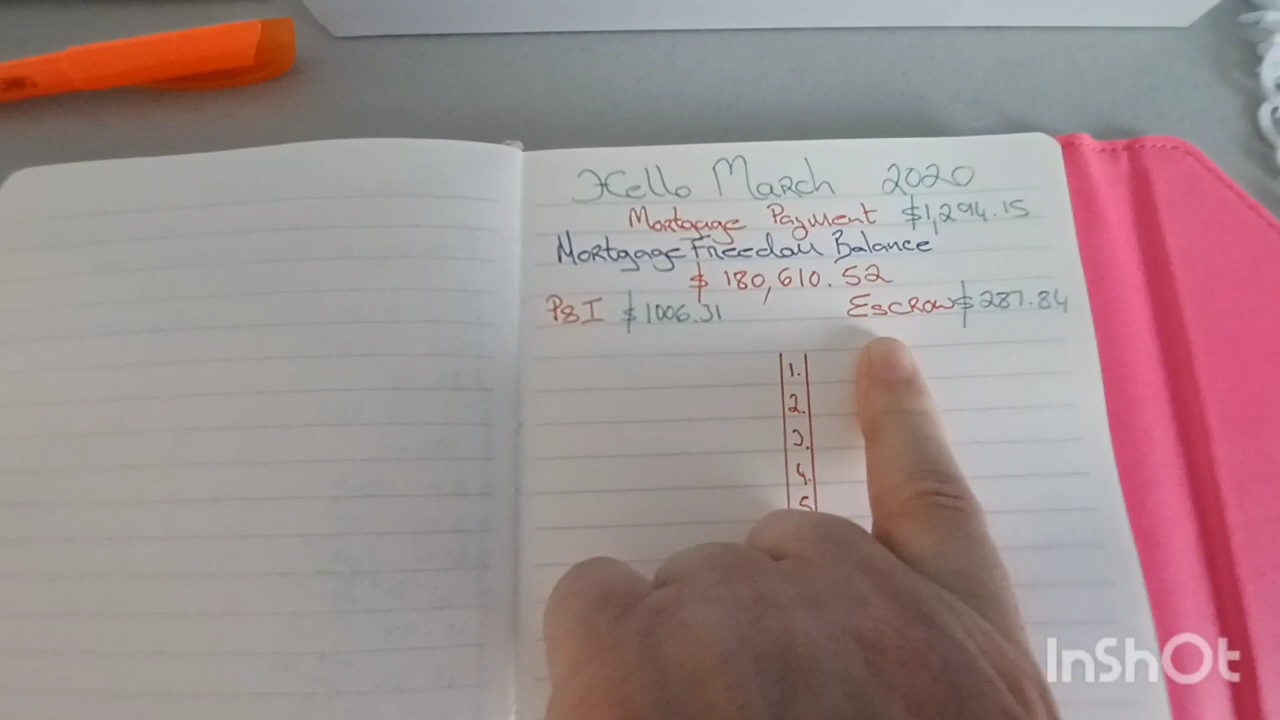 Hello March 2020
Mortgage Payment $1,294.15
Mortgage Freedom Balance
$ 180,610.52
P&I $1006.31 Escrow $287.84
1.
2.
3.
4.
5
InShOt